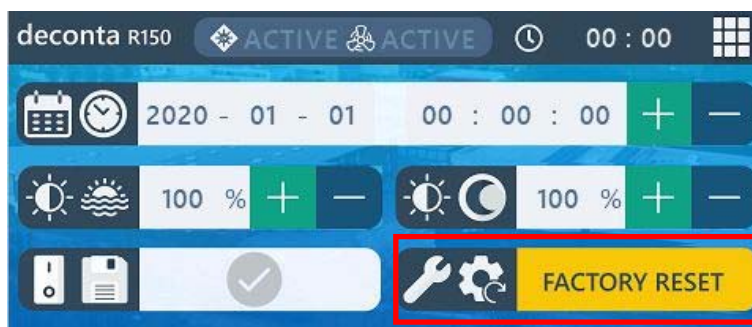 deconta R150 ACTIVE ACTIVE 00 : 00
2020 - 01 - 01 00 : 00 : 00 + −
100 % + − 100 % + −
FACTORY RESET